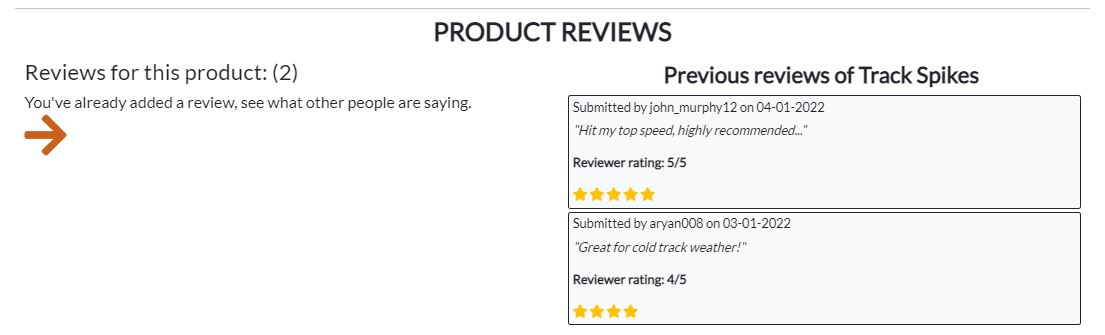 PRODUCT REVIEWS
Reviews for this product: (2)
You've already added a review, see what other people are saying.
Previous reviews of Track Spikes
Submitted by john_murphy12 on 04-01-2022
"Hit my top speed, highly recommended..."
Reviewer rating: 5/5
Submitted by aryan008 on 03-01-2022
"Great for cold track weather!"
Reviewer rating: 4/5